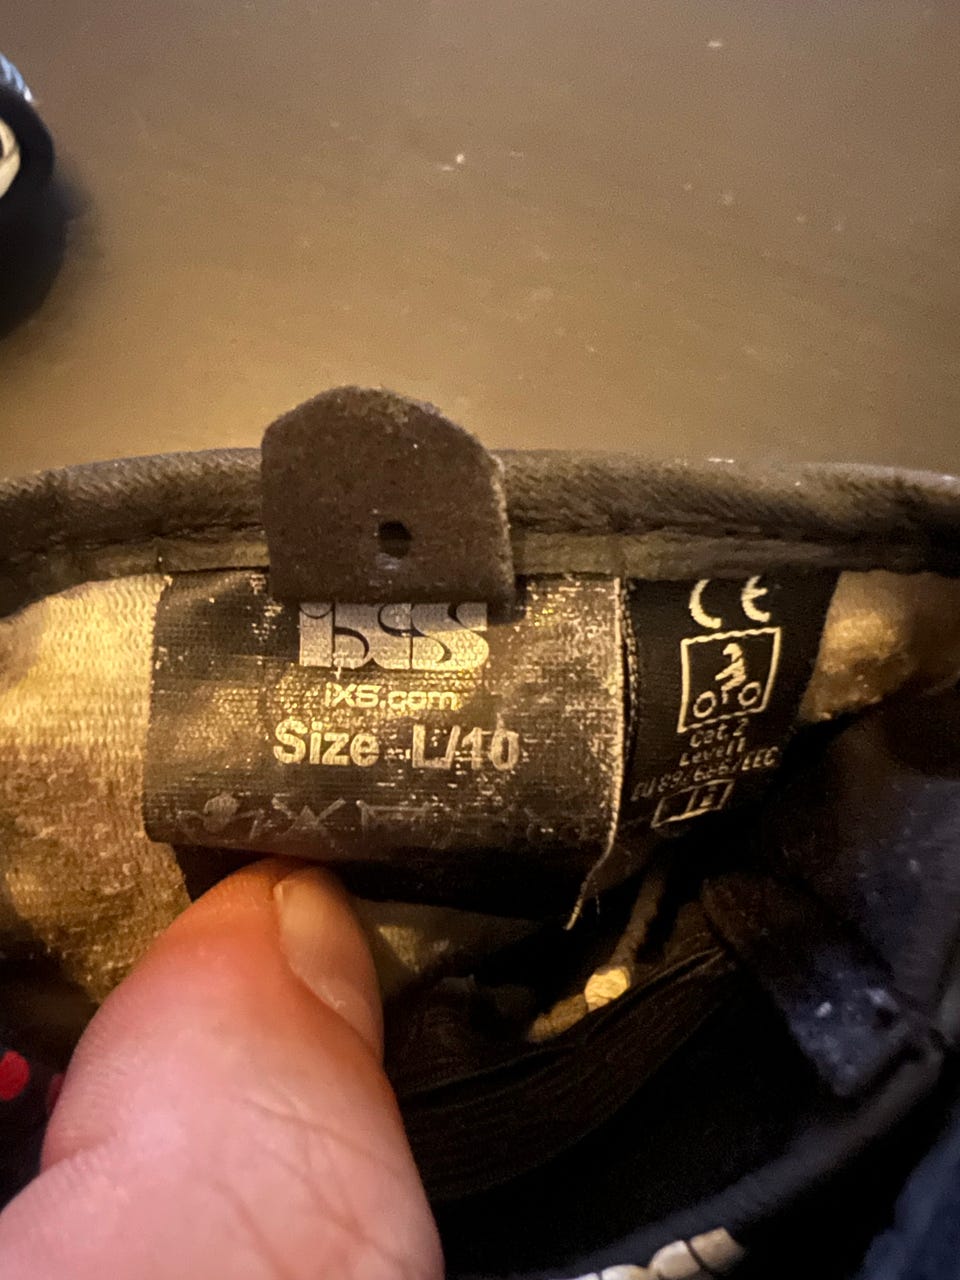 iXS
iXS.com
Size L/10
CE
Cat. 2
Level 1
EU 89/686/EEC